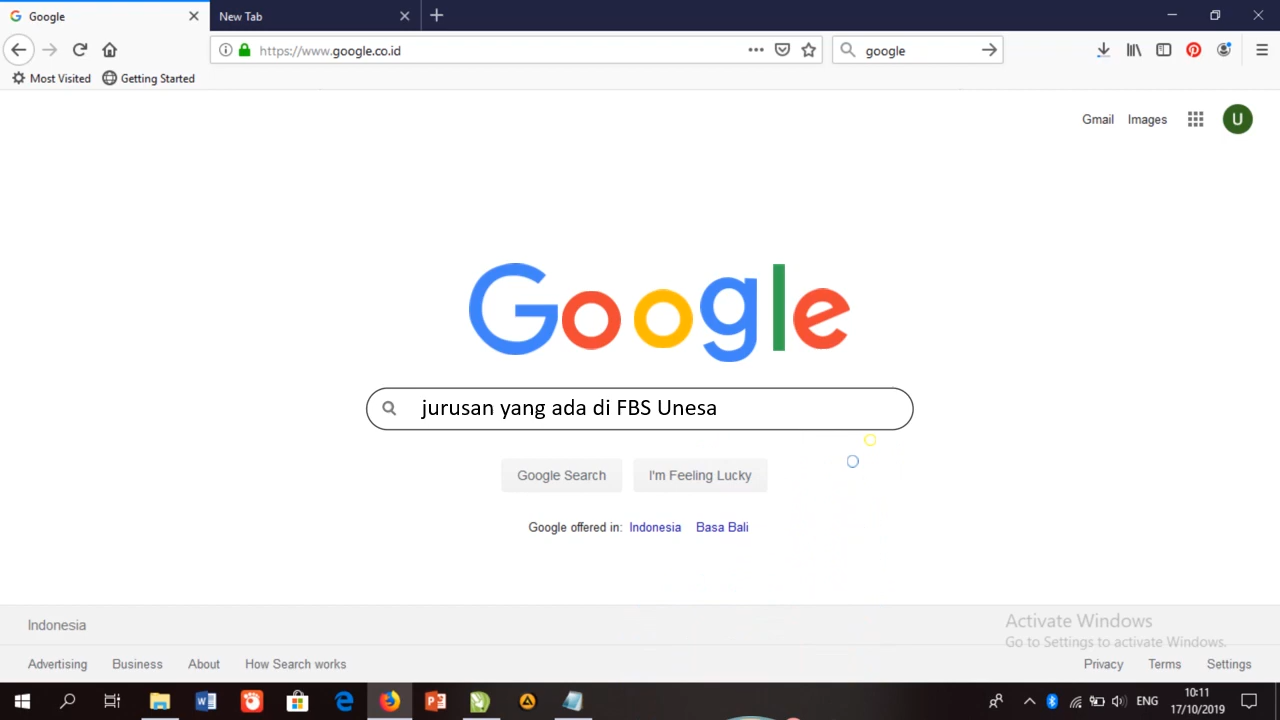 Google
New Tab
https://www.google.co.id
google
Most Visited
Getting Started
Gmail
Images
U
Google
jurusan yang ada di FBS Unesa
Google Search
I'm Feeling Lucky
Google offered in: Indonesia Basa Bali
Indonesia
Activate Windows
Go to Settings to activate Windows.
Advertising
Business
About
How Search works
Privacy
Terms
Settings
ENG
10:11
17/10/2019